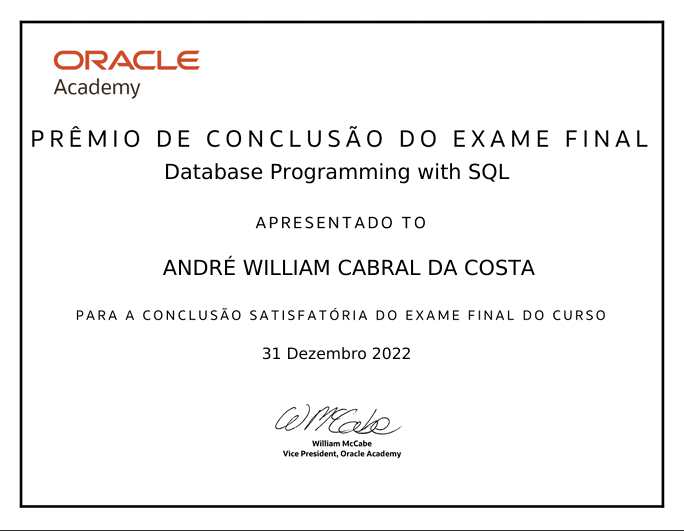 ORACLE
Academy
PRÊMIO DE CONCLUSÃO DO EXAME FINAL
Database Programming with SQL
APRESENTADO TO
ANDRÉ WILLIAM CABRAL DA COSTA
PARA A CONCLUSÃO SATISFATÓRIA DO EXAME FINAL DO CURSO
31 Dezembro 2022
W McCabe
William McCabe
Vice President, Oracle Academy